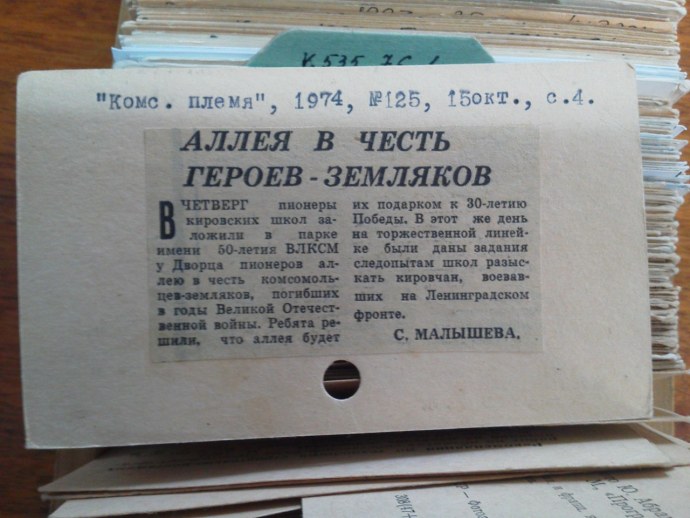 К535
"Комс. племя", 1974, №125, 15окт., с.4.
АЛЛЕЯ В ЧЕСТЬ
ГЕРОЕВ-ЗЕМЛЯКОВ
В ЧЕТВЕРГ пионеры
кировских школ за-
ложили в парке
имени 50-летия ВЛКСМ
у Дворца пионеров ал-
лею в честь комсомоль-
цев-земляков, погибших
в годы Великой Отечест-
венной войны. Ребята ре-
шили, что аллея будет
их подарком к 30-летию
Победы. В этот же день
на торжественной линей-
ке были даны задания
следопытам школ разыс-
кать кировчан, воевав-
ших на Ленинградском
фронте.
С. МАЛЫШЕВА.